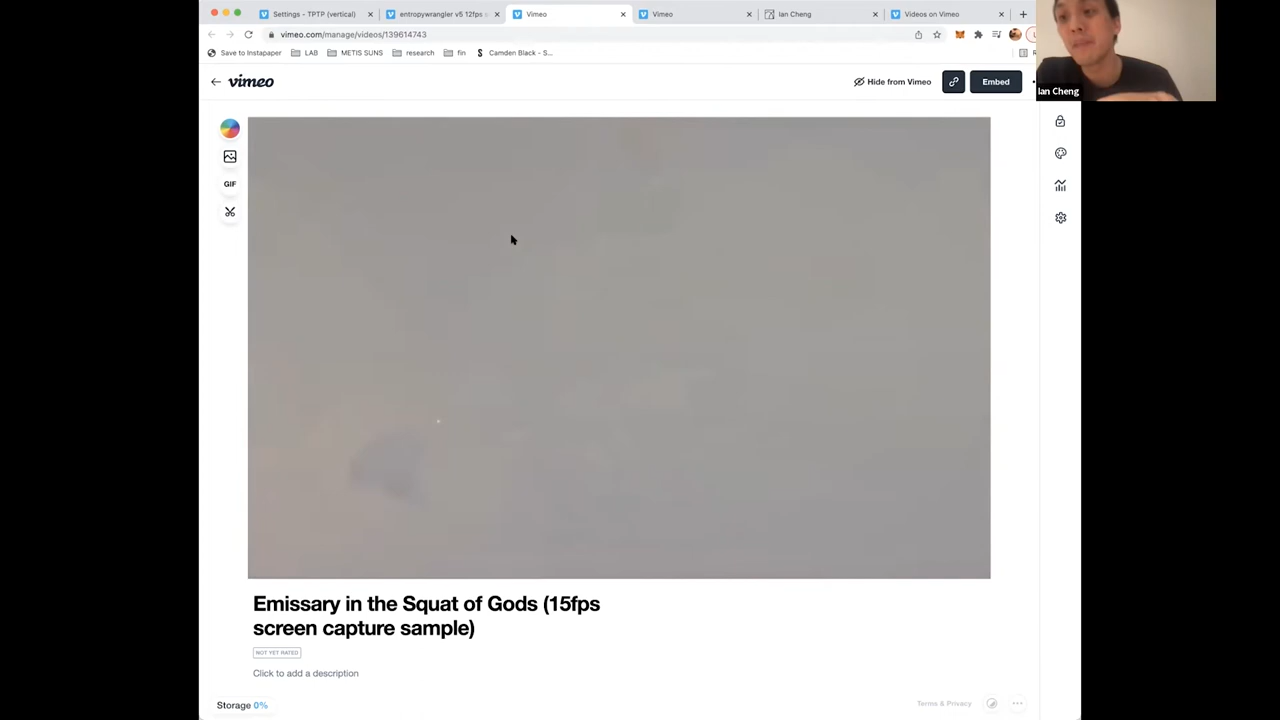 Settings - TPTP (vertical)
entropywrangler v5 12fps s
Vimeo
Vimeo
Ian Cheng
Videos on Vimeo
vimeo.com/manage/videos/139614743
Save to Instapaper
LAB
METIS SUNS
research
fin
Camden Black - S...
vimeo
Hide from Vimeo
Embed
Ian Cheng
GIF
Emissary in the Squat of Gods (15fps
screen capture sample)
NOT YET RATED
Click to add a description
Storage 0%
Terms & Privacy